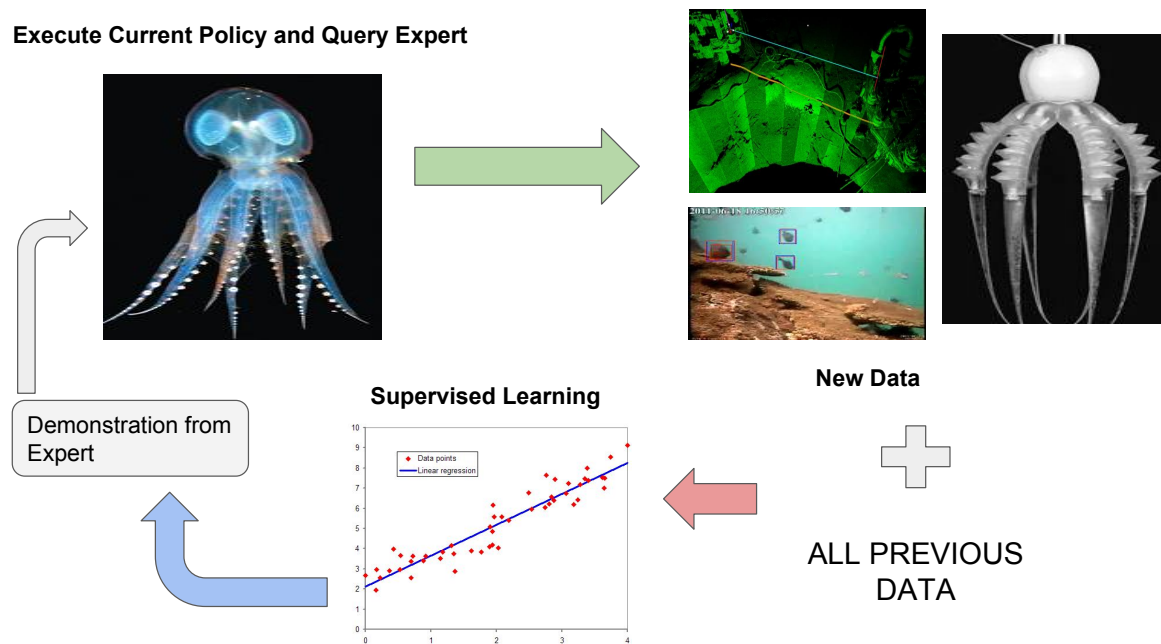 Execute Current Policy and Query Expert
New Data
ALL PREVIOUS
DATA
Supervised Learning
Data points
Linear regression
10
9
8
7
6
5
4
3
2
1
0
0 1 2 3 4
Demonstration from
Expert